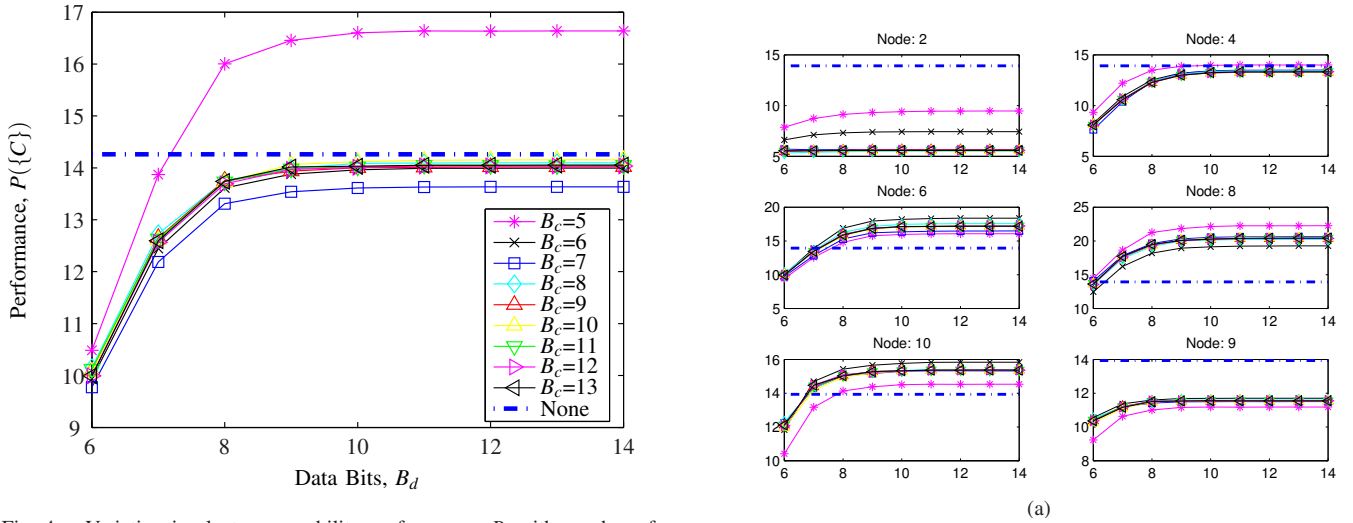 17
16
15
14
13
12
11
10
9
6
8
10
12
14
Performance, P({C})
Data Bits, B_d
B_c=5
B_c=6
B_c=7
B_c=8
B_c=9
B_c=10
B_c=11
B_c=12
B_c=13
None
Node: 2
15
10
5
6 8 10 12 14
Node: 4
15
10
5
6 8 10 12 14
Node: 6
20
15
10
5
6 8 10 12 14
Node: 8
25
20
15
10
6 8 10 12 14
Node: 10
16
14
12
10
6 8 10 12 14
Node: 9
14
12
10
8
6 8 10 12 14
(a)